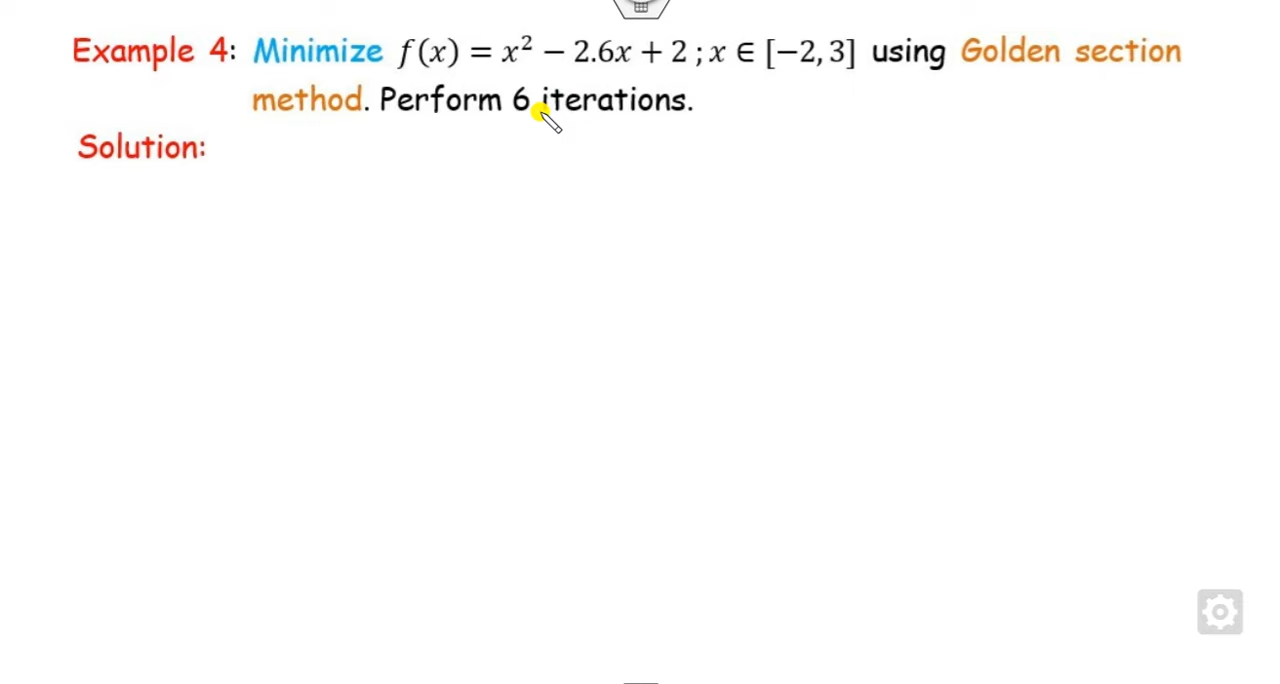 Example 4: Minimize f(x) = x² − 2.6x + 2 ; x ∈ [−2, 3] using Golden section
method. Perform 6 iterations.
Solution: